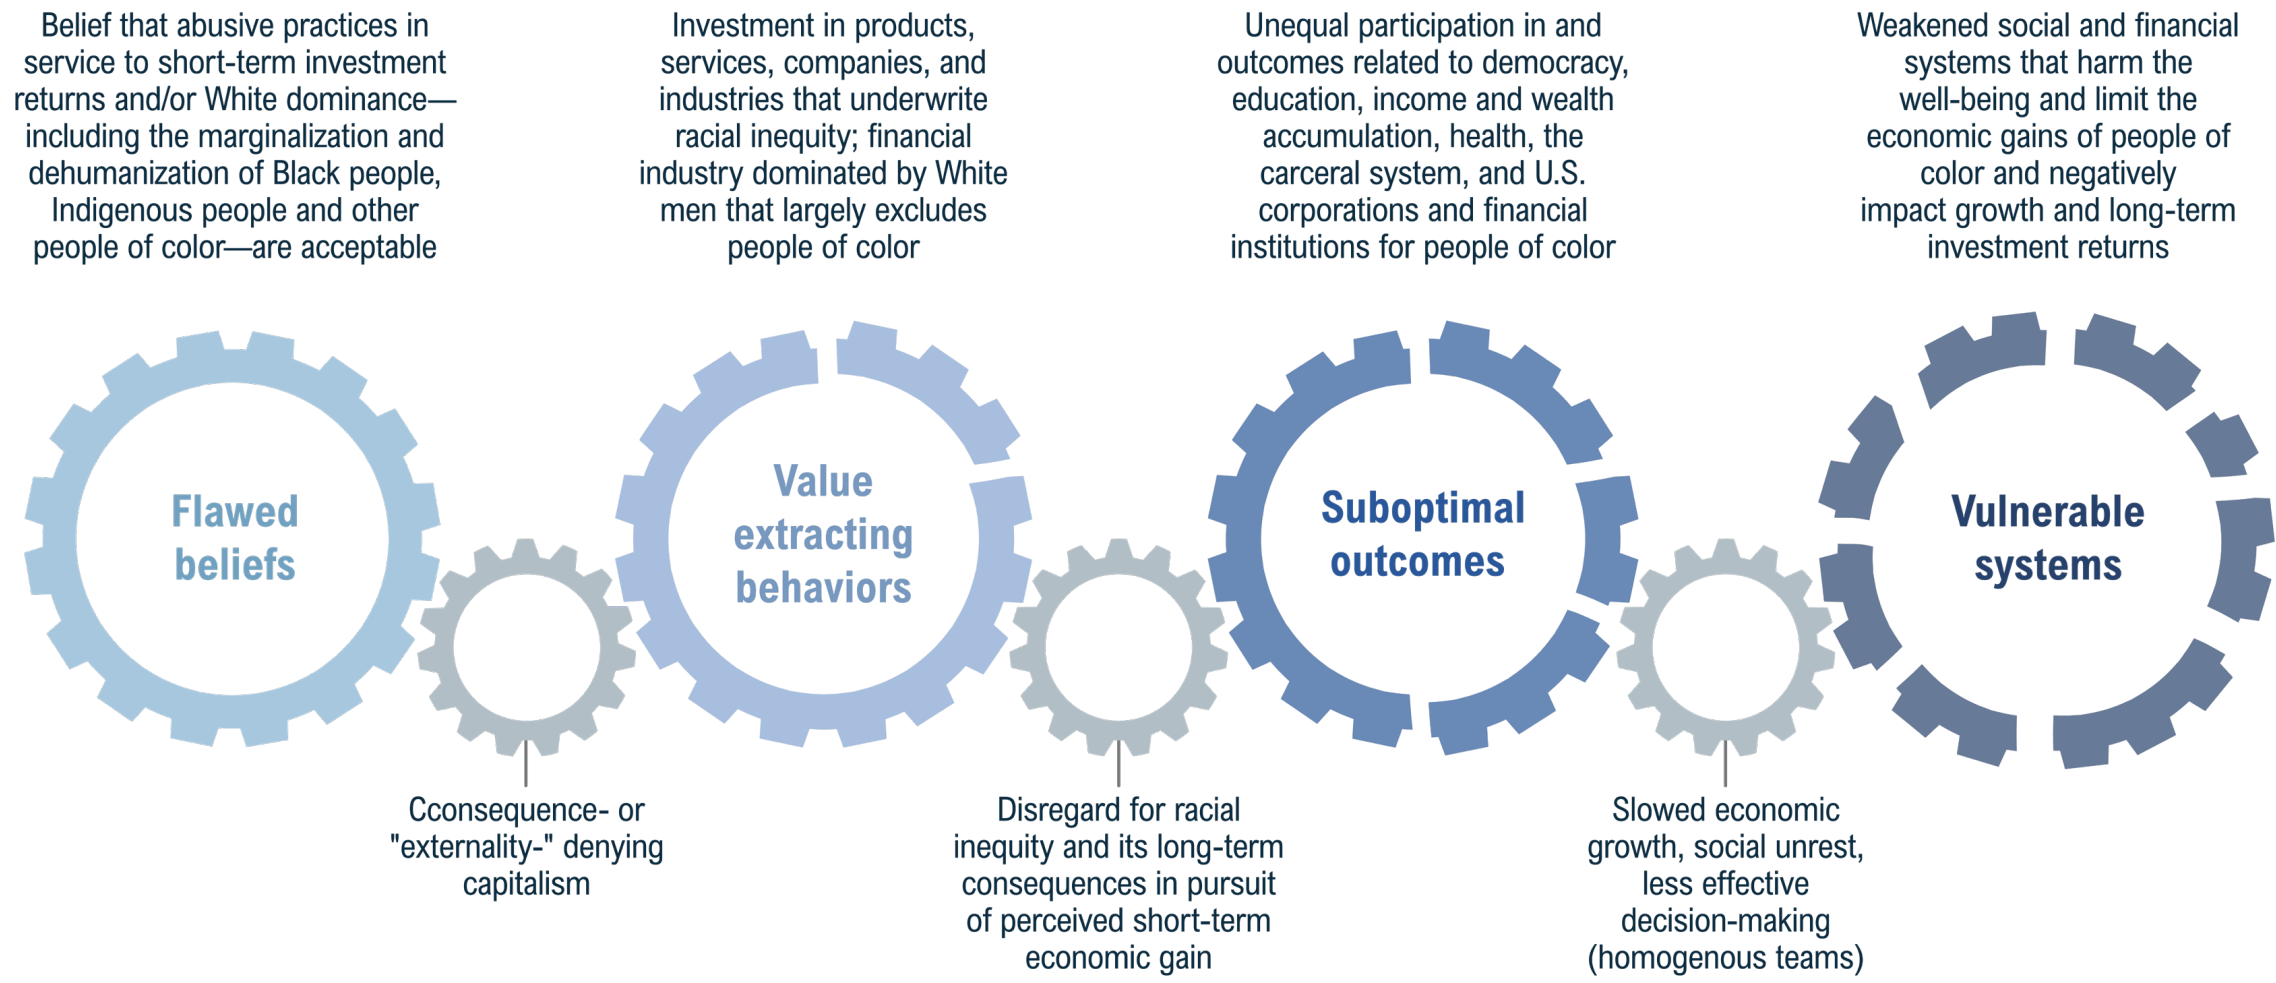 Belief that abusive practices in
service to short-term investment
returns and/or White dominance—
including the marginalization and
dehumanization of Black people,
Indigenous people and other
people of color—are acceptable
Investment in products,
services, companies, and
industries that underwrite
racial inequity; financial
industry dominated by White
men that largely excludes
people of color
Unequal participation in and
outcomes related to democracy,
education, income and wealth
accumulation, health, the
carceral system, and U.S.
corporations and financial
institutions for people of color
Weakened social and financial
systems that harm the
well-being and limit the
economic gains of people of
color and negatively
impact growth and long-term
investment returns
Flawed
beliefs
Value
extracting
behaviors
Suboptimal
outcomes
Vulnerable
systems
Cconsequence- or
"externality-" denying
capitalism
Disregard for racial
inequity and its long-term
consequences in pursuit
of perceived short-term
economic gain
Slowed economic
growth, social unrest,
less effective
decision-making
(homogenous teams)